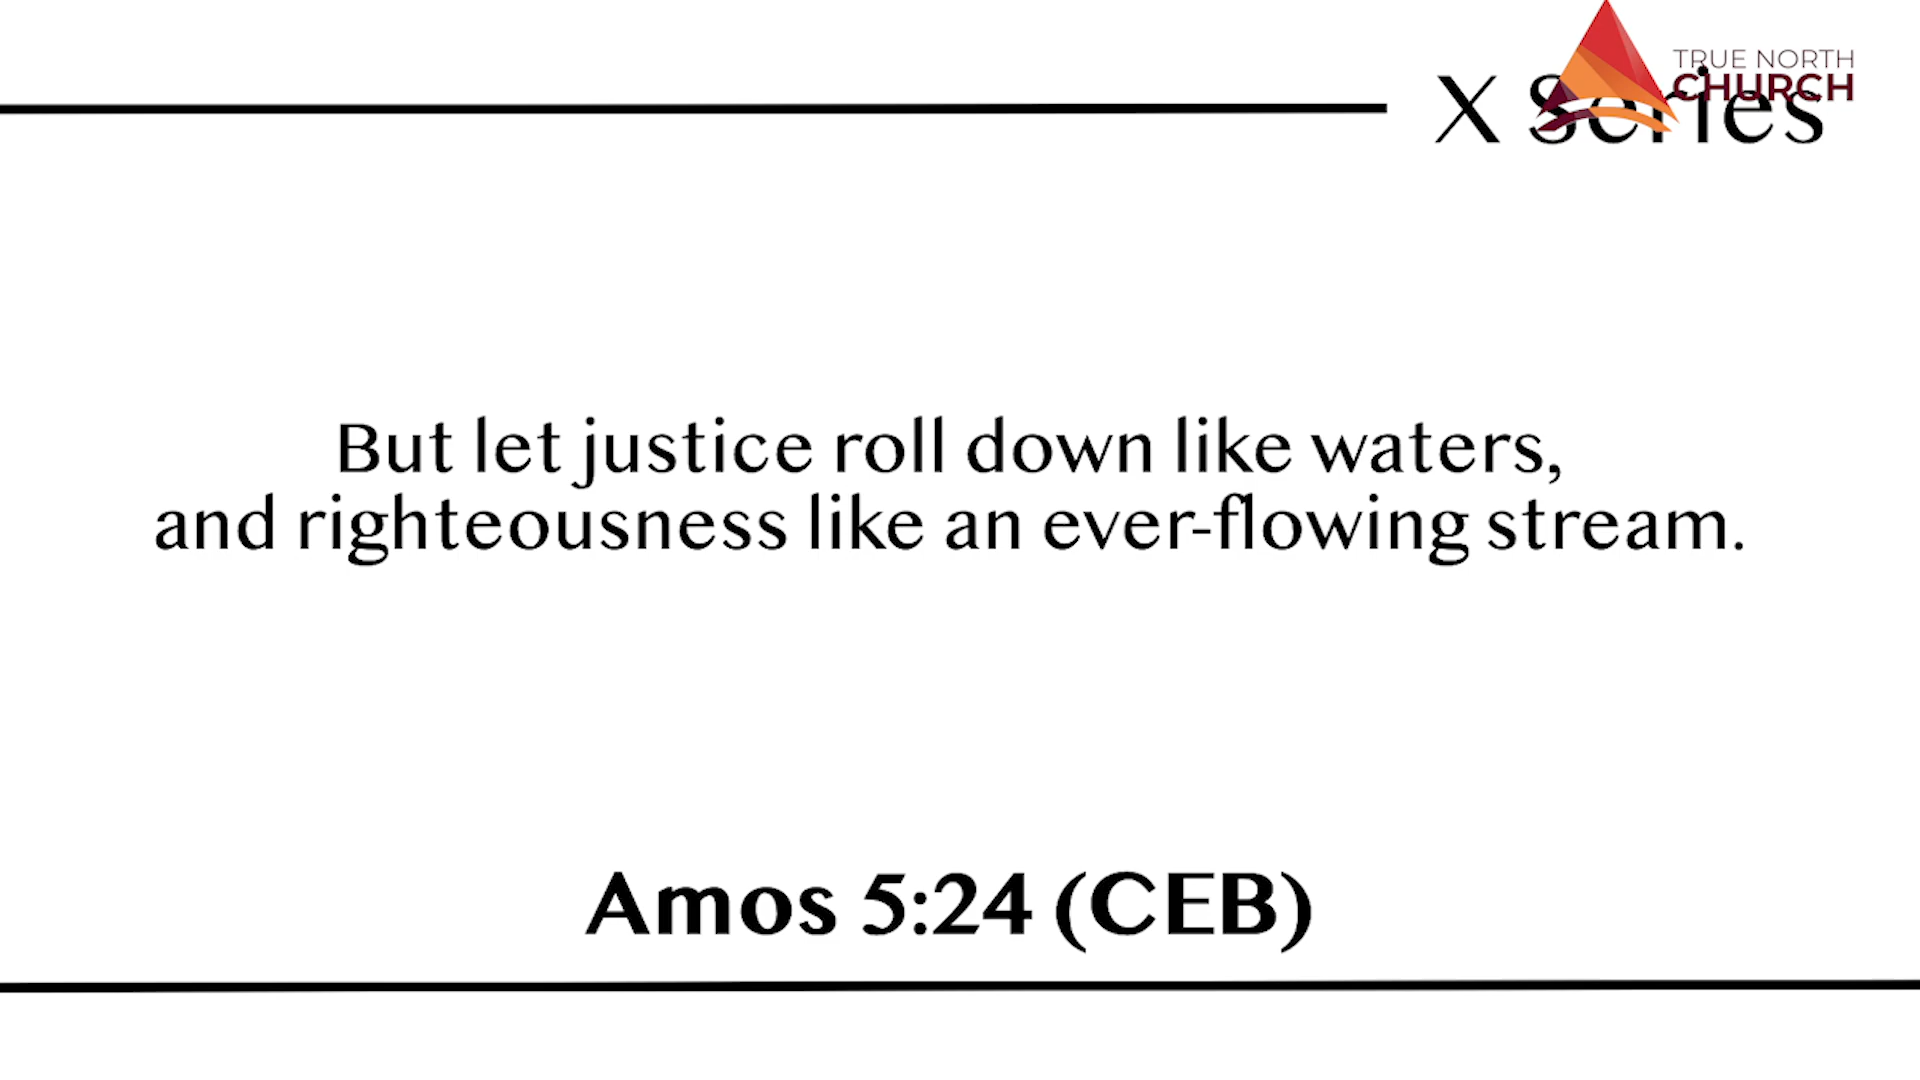 TRUE NORTH
CHURCH
X Series
But let justice roll down like waters,
and righteousness like an ever-flowing stream.
Amos 5:24 (CEB)